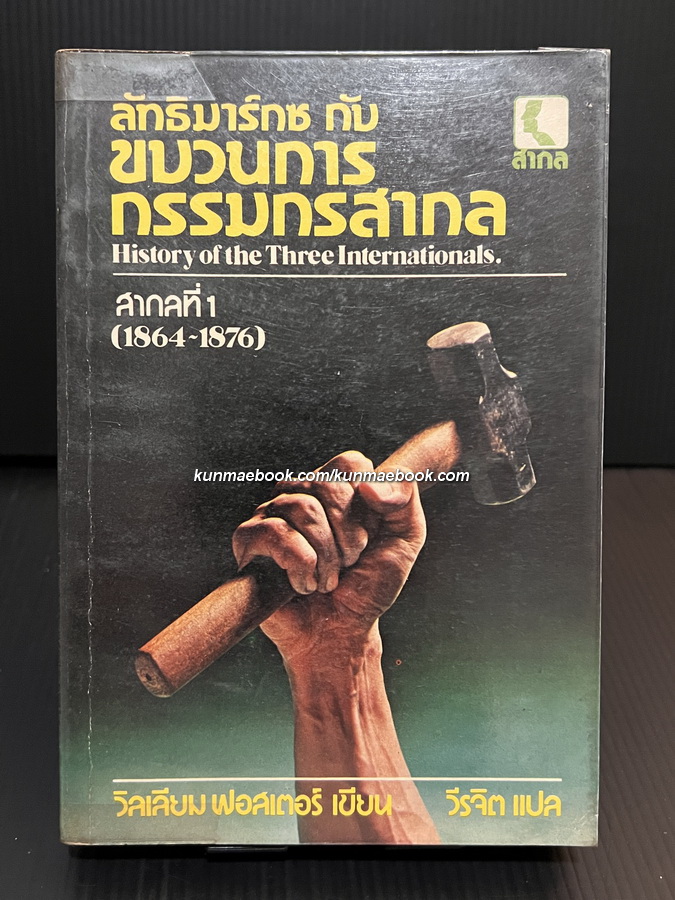 ลัทธิมาร์กซ กับ
ขบวนการ
กรรมกรสากล
สากล
History of the Three Internationals.
สากลที่ 1
(1864-1876)
kunmaebook.com/kunmaebook.com
วิลเลียม ฟอสเตอร์ เขียน วีรจิต แปล